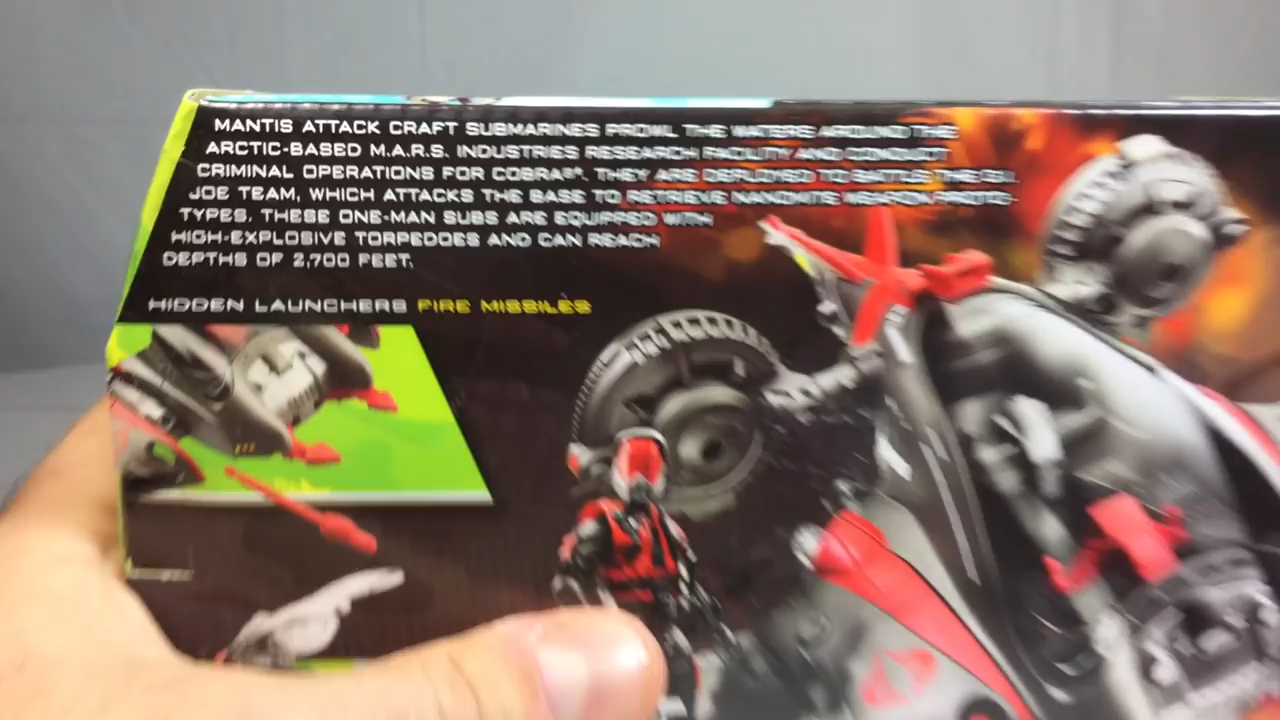 MANTIS ATTACK CRAFT SUBMARINES PROWL THE WATERS AROUND THE
ARCTIC-BASED M.A.R.S. INDUSTRIES RESEARCH FACILITY AND CONDUCT
CRIMINAL OPERATIONS FOR COBRA®. THEY ARE DEPLOYED TO BATTLE THE G.I.
JOE TEAM, WHICH ATTACKS THE BASE TO RETRIEVE NANOMITE WEAPON PROTO-
TYPES. THESE ONE-MAN SUBS ARE EQUIPPED WITH
HIGH-EXPLOSIVE TORPEDOES AND CAN REACH
DEPTHS OF 2,700 FEET.
HIDDEN LAUNCHERS FIRE MISSILES